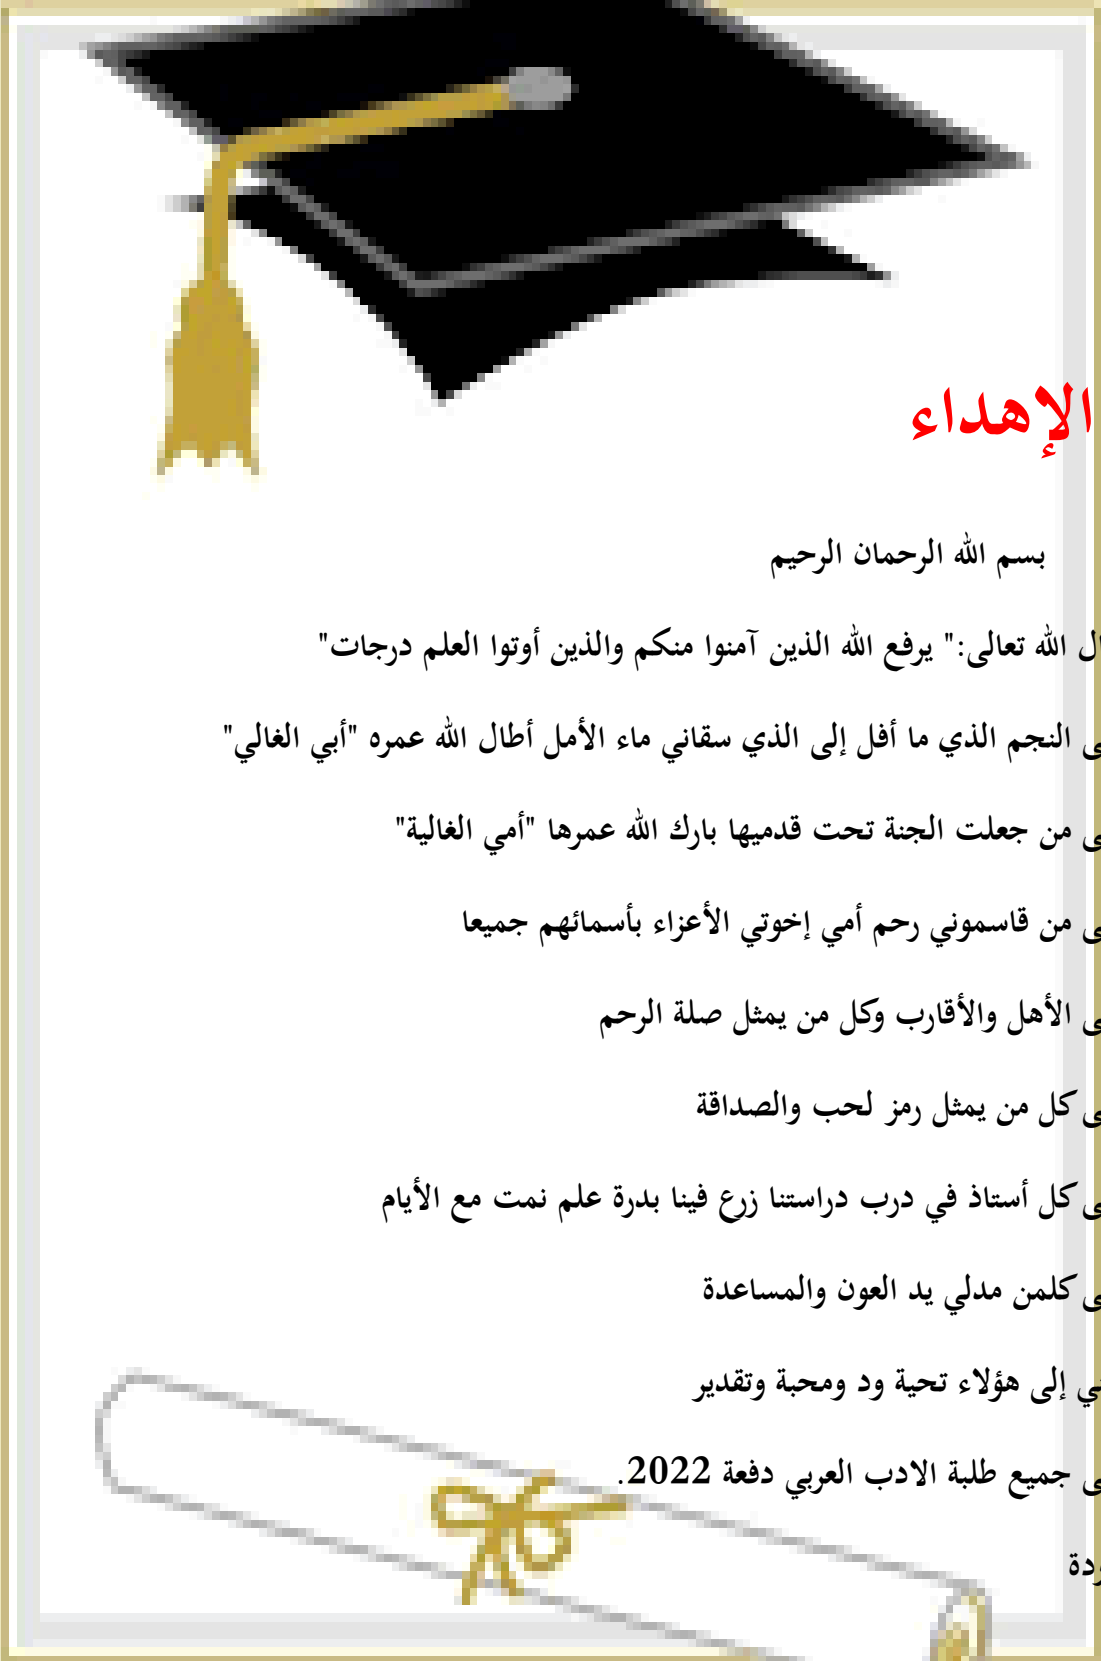 الإهداء
بسم الله الرحمان الرحيم
الله تعالى:" يرفع الله الذين آمنوا منكم والذين أوتوا العلم درجات"
النجم الذي ما أفل إلى الذي سقاني ماء الأمل أطال الله عمره "أبي الغالي"
من جعلت الجنة تحت قدميها بارك الله عمرها "أمي الغالية"
من قاسموني رحم أمي إخوتي الأعزاء بأسمائهم جميعا
الأهل والأقارب وكل من يمثل صلة الرحم
كل من يمثل رمز لحب والصداقة
كل أستاذ في درب دراستنا زرع فينا بدرة علم نمت مع الأيام
كلمن مدلي يد العون والمساعدة
إلى هؤلاء تحية ود ومحبة وتقدير
جميع طلبة الادب العربي دفعة 2022.